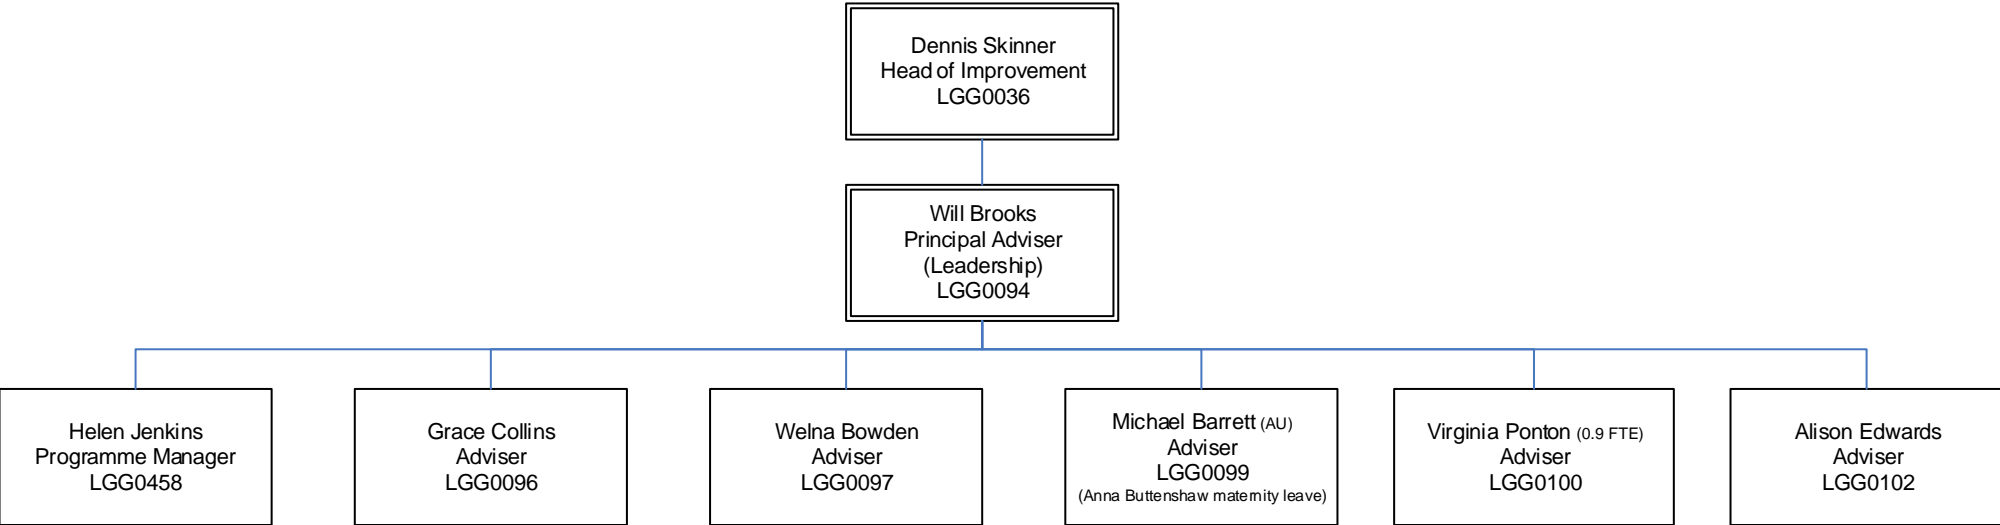 Dennis Skinner
Head of Improvement
LGG0036
Will Brooks
Principal Adviser
(Leadership)
LGG0094
Helen Jenkins
Programme Manager
LGG0458
Grace Collins
Adviser
LGG0096
Welna Bowden
Adviser
LGG0097
Michael Barrett (AU)
Adviser
LGG0099
(Anna Buttenshaw maternity leave)
Virginia Ponton (0.9 FTE)
Adviser
LGG0100
Alison Edwards
Adviser
LGG0102